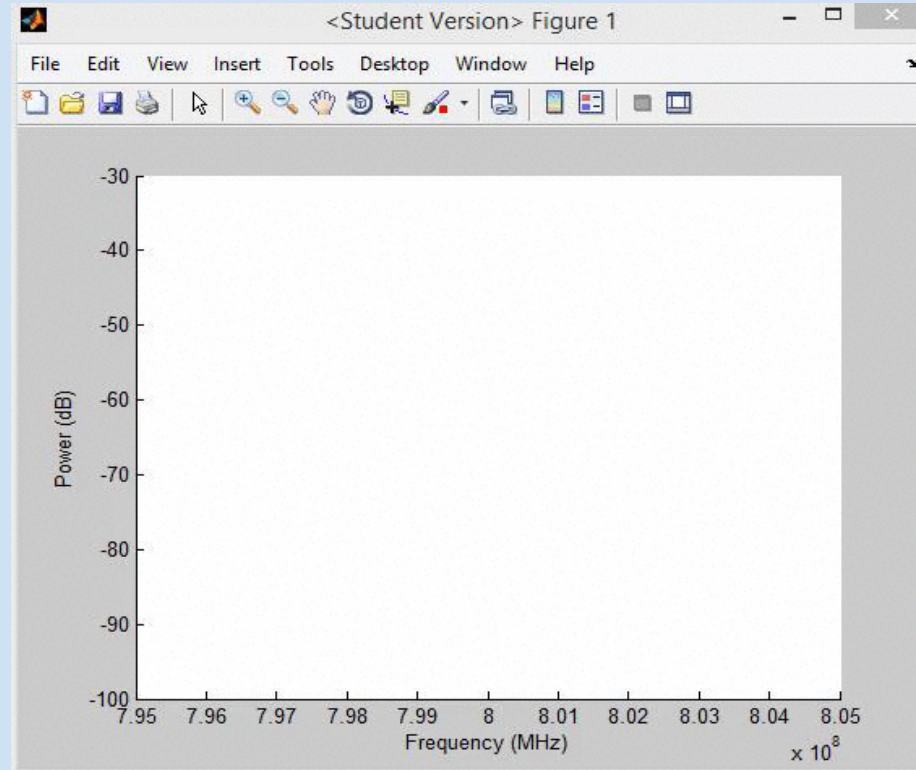 <Student Version> Figure 1
File Edit View Insert Tools Desktop Window Help
-30
-40
-50
-60
-70
-80
-90
-100
Power (dB)
7.95 7.96 7.97 7.98 7.99 8 8.01 8.02 8.03 8.04 8.05
Frequency (MHz)
x 10^8